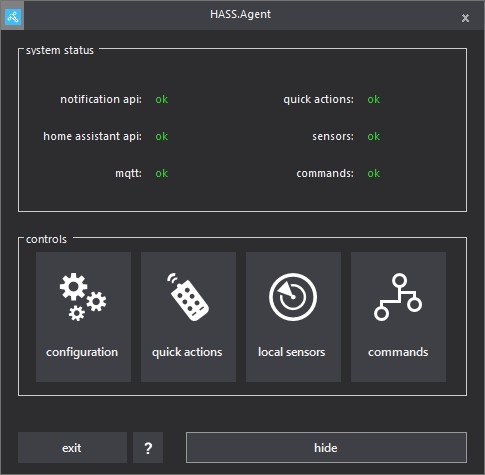 HASS.Agent
x
system status
notification api: ok
quick actions: ok
home assistant api: ok
sensors: ok
mqtt: ok
commands: ok
controls
configuration
quick actions
local sensors
commands
exit
?
hide